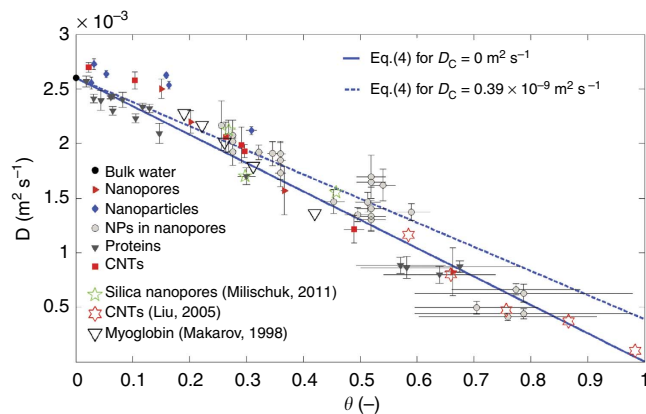 × 10⁻³
3
2.5
2
1.5
1
0.5
D (m² s⁻¹)
Eq.(4) for D_C = 0 m² s⁻¹
Eq.(4) for D_C = 0.39 × 10⁻⁹ m² s⁻¹
Bulk water
Nanopores
Nanoparticles
NPs in nanopores
Proteins
CNTs
Silica nanopores (Milischuk, 2011)
CNTs (Liu, 2005)
Myoglobin (Makarov, 1998)
0 0.1 0.2 0.3 0.4 0.5 0.6 0.7 0.8 0.9 1
θ (–)